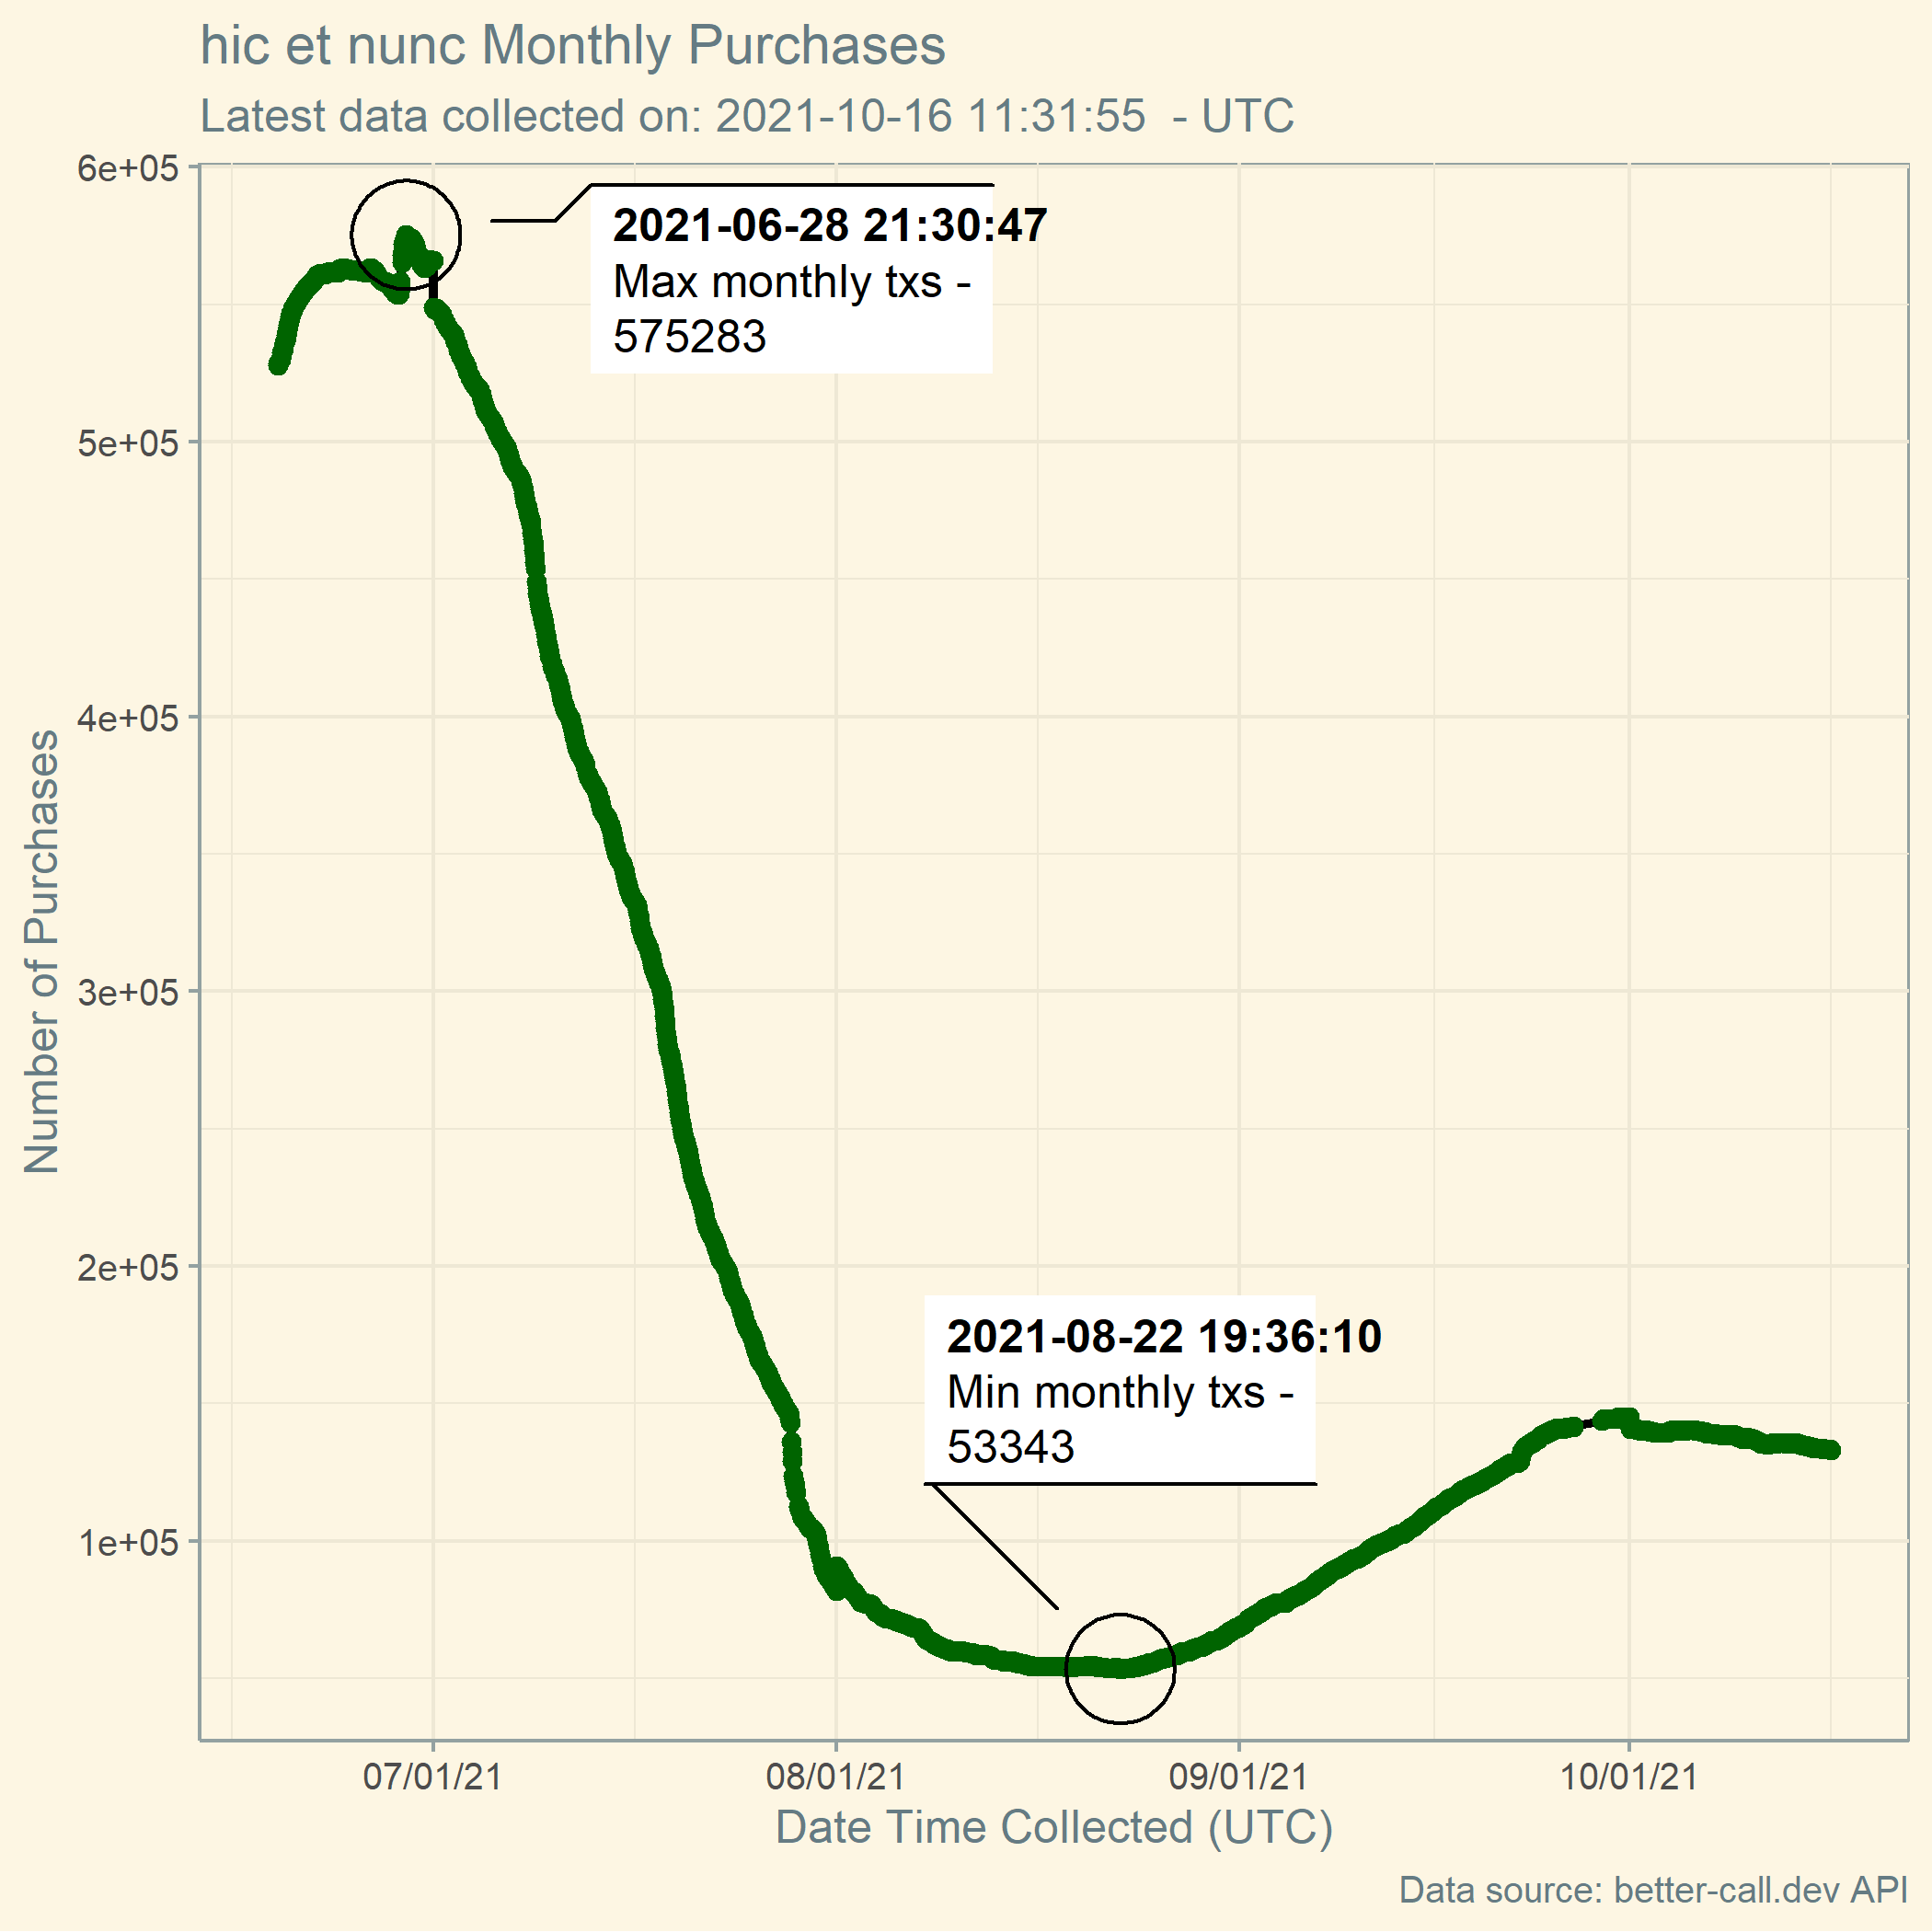 hic et nunc Monthly Purchases
Latest data collected on: 2021-10-16 11:31:55  - UTC
6e+05
5e+05
4e+05
3e+05
2e+05
1e+05
Number of Purchases
2021-06-28 21:30:47
Max monthly txs -
575283
2021-08-22 19:36:10
Min monthly txs -
53343
07/01/21
08/01/21
09/01/21
10/01/21
Date Time Collected (UTC)
Data source: better-call.dev API